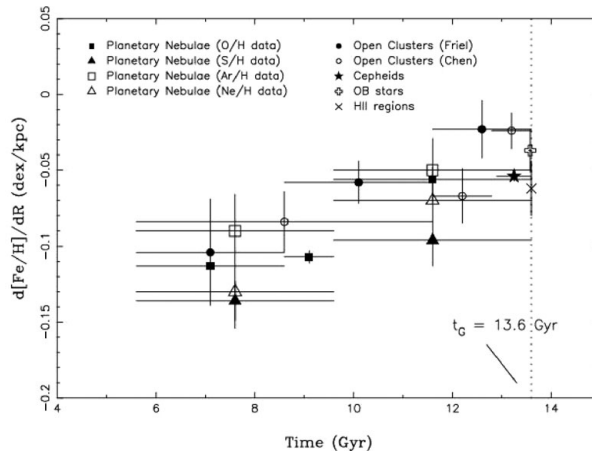 Planetary Nebulae (O/H data)
Planetary Nebulae (S/H data)
Planetary Nebulae (Ar/H data)
Planetary Nebulae (Ne/H data)
Open Clusters (Friel)
Open Clusters (Chen)
Cepheids
OB stars
HII regions
d[Fe/H]/dR (dex/kpc)
0.05
0
-0.05
-0.1
-0.15
-0.2
t_G = 13.6 Gyr
4 6 8 10 12 14
Time (Gyr)